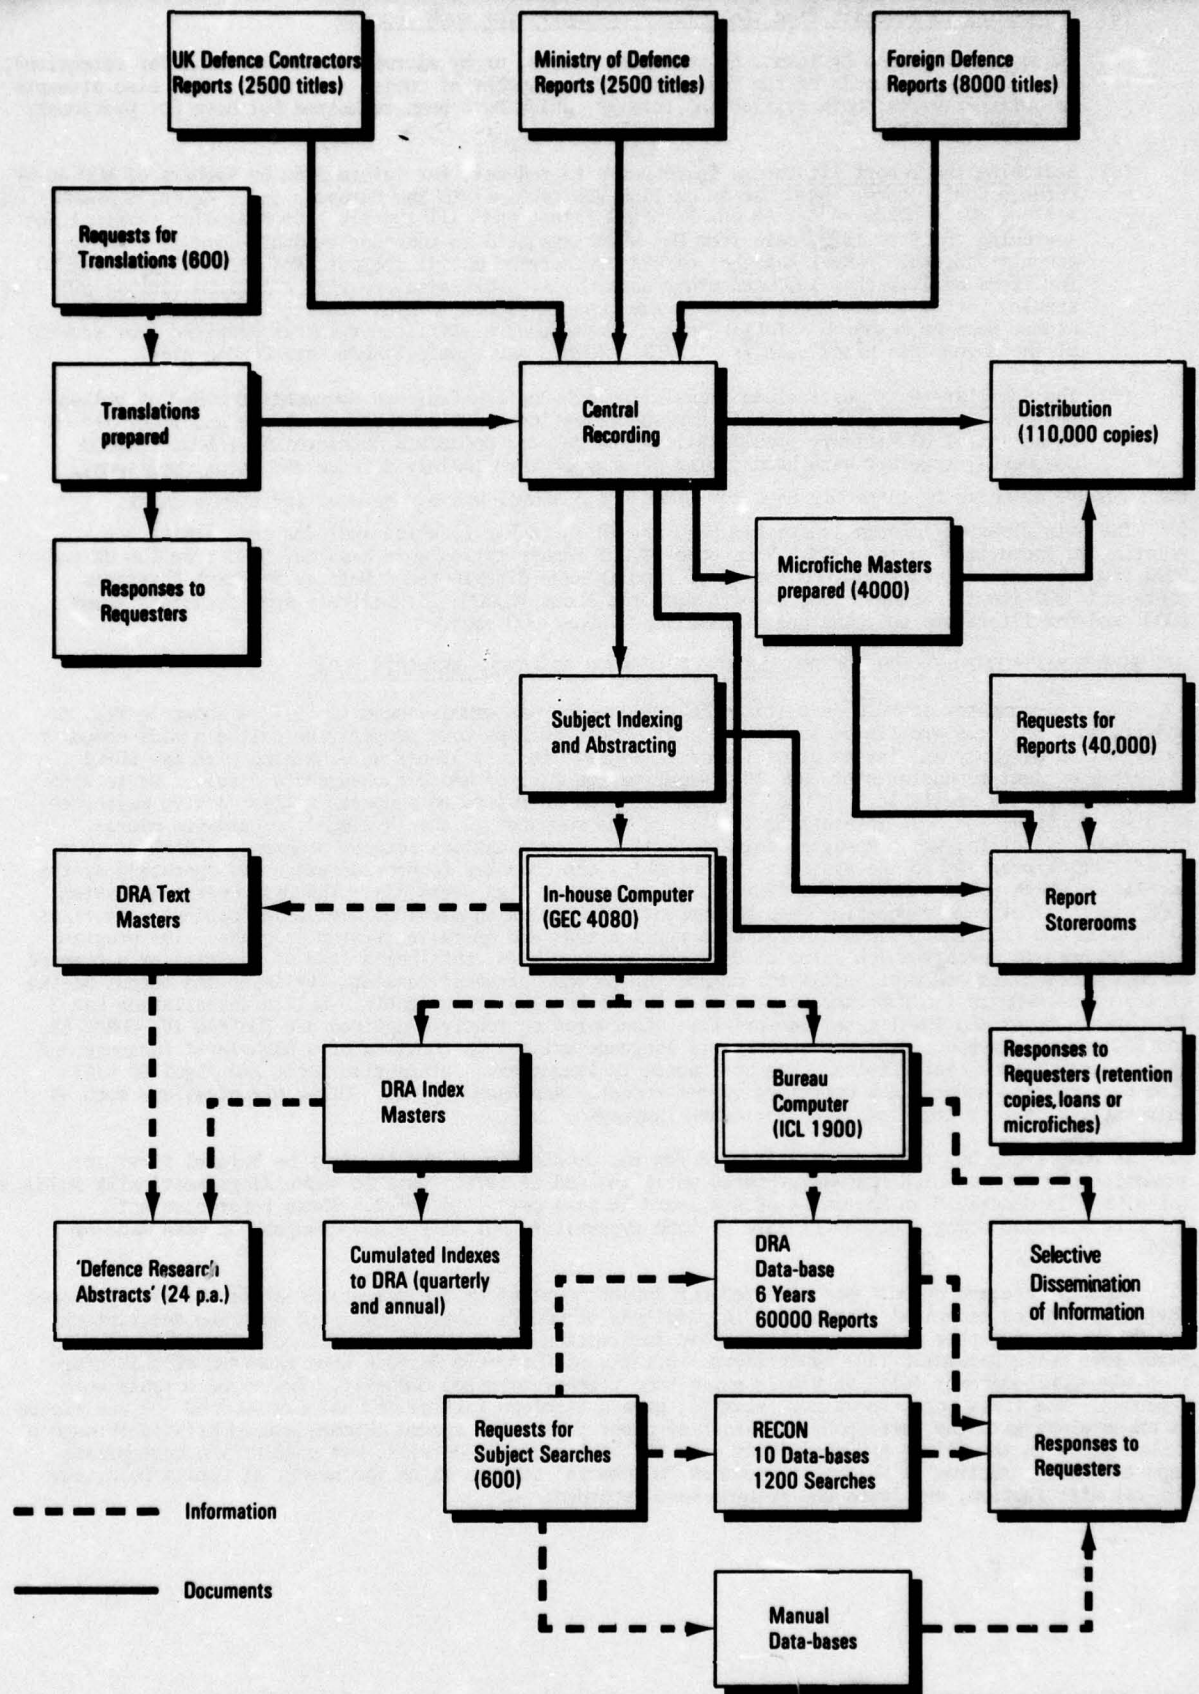 UK Defence Contractors
Reports (2500 titles)
Ministry of Defence
Reports (2500 titles)
Foreign Defence
Reports (8000 titles)
Requests for
Translations (600)
Translations
prepared
Central
Recording
Distribution
(110,000 copies)
Responses to
Requesters
Microfiche Masters
prepared (4000)
Subject Indexing
and Abstracting
Requests for
Reports (40,000)
DRA Text
Masters
In-house Computer
(GEC 4080)
Report
Storerooms
DRA Index
Masters
Bureau
Computer
(ICL 1900)
Responses to
Requesters (retention
copies, loans or
microfiches)
'Defence Research
Abstracts' (24 p.a.)
Cumulated Indexes
to DRA (quarterly
and annual)
DRA
Data-base
6 Years
60000 Reports
Selective
Dissemination
of Information
Requests for
Subject Searches
(600)
RECON
10 Data-bases
1200 Searches
Responses to
Requesters
Information
Documents
Manual
Data-bases